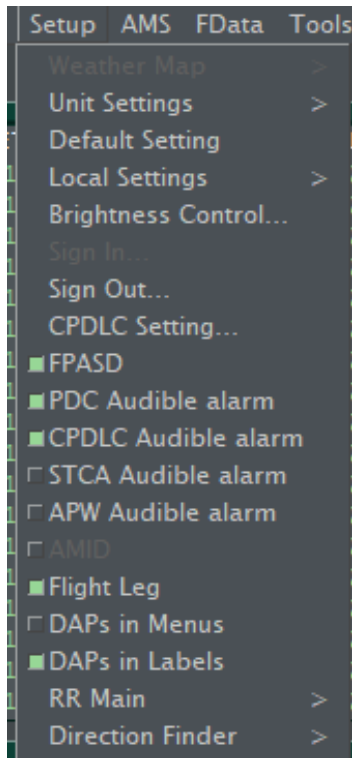 Setup AMS FData Tools
Weather Map >
Unit Settings >
Default Setting
Local Settings >
Brightness Control...
Sign In...
Sign Out...
CPDLC Setting...
FPASD
PDC Audible alarm
CPDLC Audible alarm
STCA Audible alarm
APW Audible alarm
AMID
Flight Leg
DAPs in Menus
DAPs in Labels
RR Main >
Direction Finder >